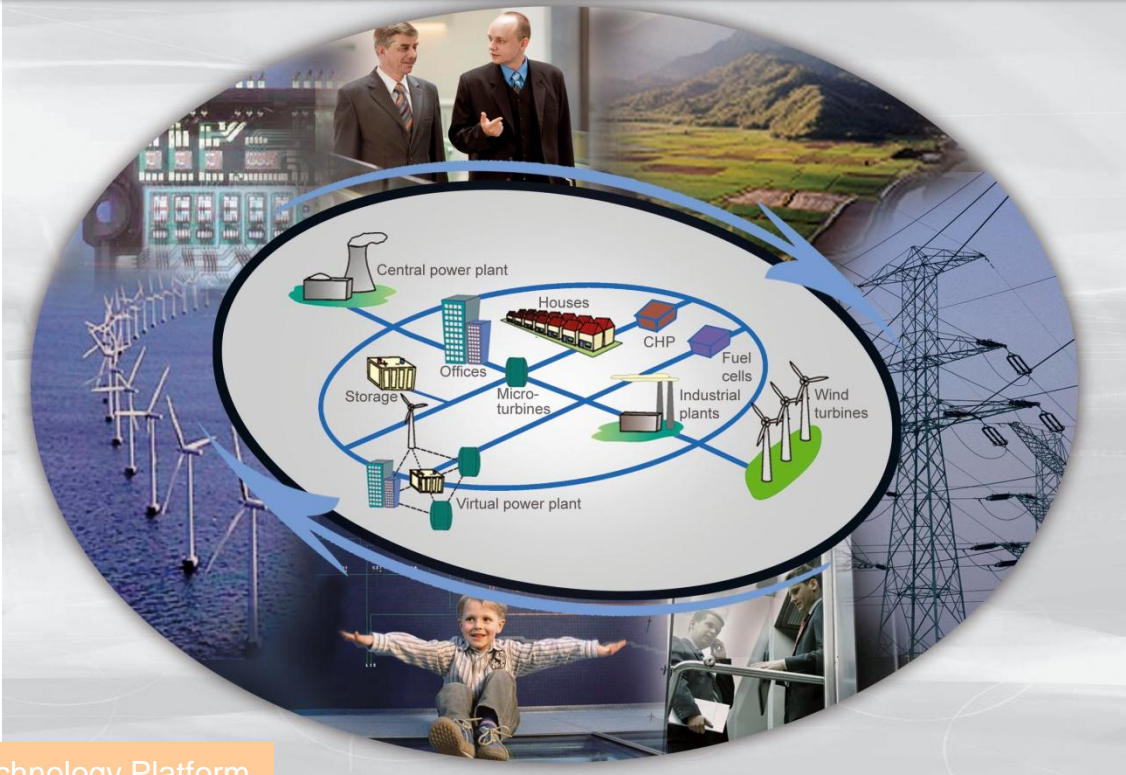 Central power plant
Houses
CHP
Offices
Fuel
cells
Storage
Micro-
turbines
Industrial
plants
Wind
turbines
Virtual power plant
Technology Platform